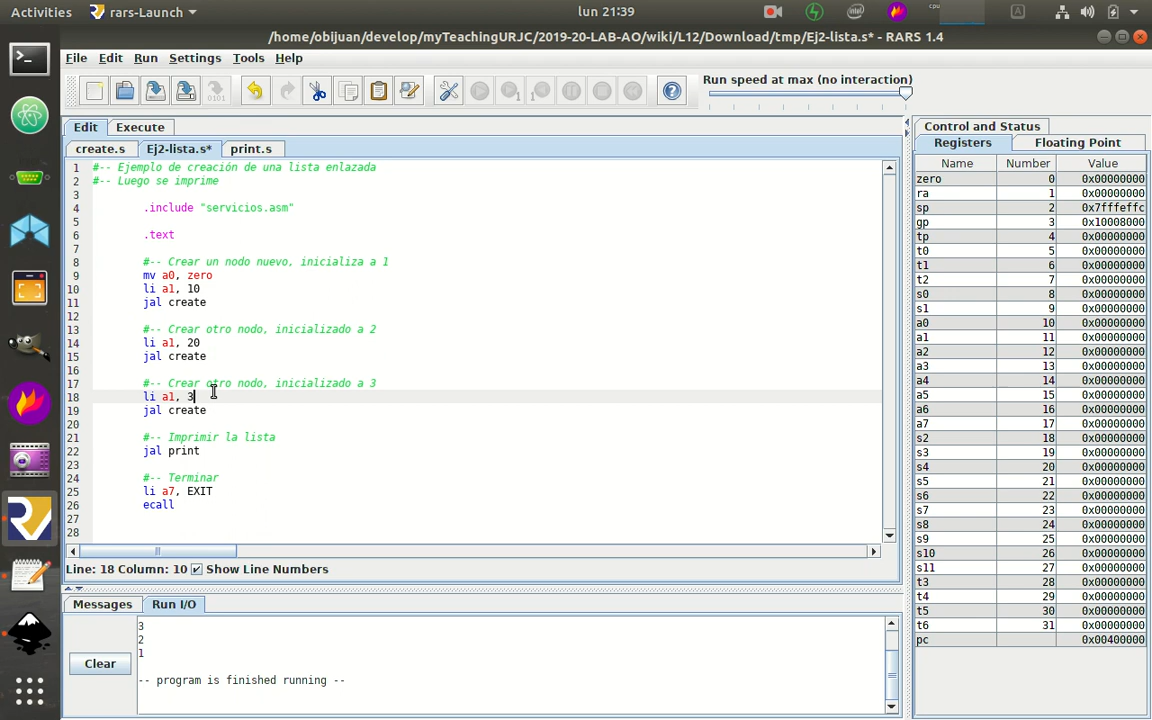 Activities rars-Launch lun 21:39 cpu A
/home/obijuan/develop/myTeachingURJC/2019-20-LAB-AO/wiki/L12/Download/tmp/Ej2-lista.s* - RARS 1.4
File Edit Run Settings Tools Help
Run speed at max (no interaction)
Edit Execute
create.s Ej2-lista.s* print.s
1 #-- Ejemplo de creación de una lista enlazada
2 #-- Luego se imprime
3
4 .include "servicios.asm"
5
6 .text
7
8 #-- Crear un nodo nuevo, inicializa a 1
9 mv a0, zero
10 li a1, 10
11 jal create
12
13 #-- Crear otro nodo, inicializado a 2
14 li a1, 20
15 jal create
16
17 #-- Crear otro nodo, inicializado a 3
18 li a1, 3
19 jal create
20
21 #-- Imprimir la lista
22 jal print
23
24 #-- Terminar
25 li a7, EXIT
26 ecall
27
28
Line: 18 Column: 10 Show Line Numbers
Messages Run I/O
Clear
3
2
1
-- program is finished running --
Control and Status
Registers Floating Point
Name Number Value
zero 0 0x00000000
ra 1 0x00000000
sp 2 0x7fffeffc
gp 3 0x10008000
tp 4 0x00000000
t0 5 0x00000000
t1 6 0x00000000
t2 7 0x00000000
s0 8 0x00000000
s1 9 0x00000000
a0 10 0x00000000
a1 11 0x00000000
a2 12 0x00000000
a3 13 0x00000000
a4 14 0x00000000
a5 15 0x00000000
a6 16 0x00000000
a7 17 0x00000000
s2 18 0x00000000
s3 19 0x00000000
s4 20 0x00000000
s5 21 0x00000000
s6 22 0x00000000
s7 23 0x00000000
s8 24 0x00000000
s9 25 0x00000000
s10 26 0x00000000
s11 27 0x00000000
t3 28 0x00000000
t4 29 0x00000000
t5 30 0x00000000
t6 31 0x00000000
pc 0x00400000